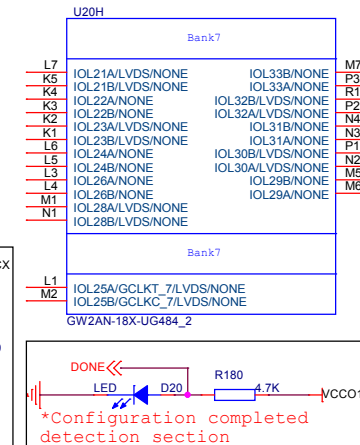 U20H
Bank7
L7 IOL21A/LVDS/NONE IOL33B/NONE M7
K5 IOL21B/LVDS/NONE IOL33A/NONE P3
K4 IOL22A/NONE IOL32B/LVDS/NONE R1
K3 IOL22B/NONE IOL32A/LVDS/NONE P2
K2 IOL23A/LVDS/NONE IOL31B/NONE N4
K1 IOL23B/LVDS/NONE IOL31A/NONE N3
L6 IOL24A/NONE IOL30B/LVDS/NONE P1
L5 IOL24B/NONE IOL30A/LVDS/NONE N2
L3 IOL26A/NONE IOL29B/NONE M5
L4 IOL26B/NONE IOL29A/NONE M6
M1 IOL28A/LVDS/NONE
N1 IOL28B/LVDS/NONE
Bank7
CX
L1 IOL25A/GCLKT_7/LVDS/NONE
M2 IOL25B/GCLKC_7/LVDS/NONE
GW2AN-18X-UG484_2
DONE
R180
LED D20 4.7K VCCO1
*Configuration completed
detection section